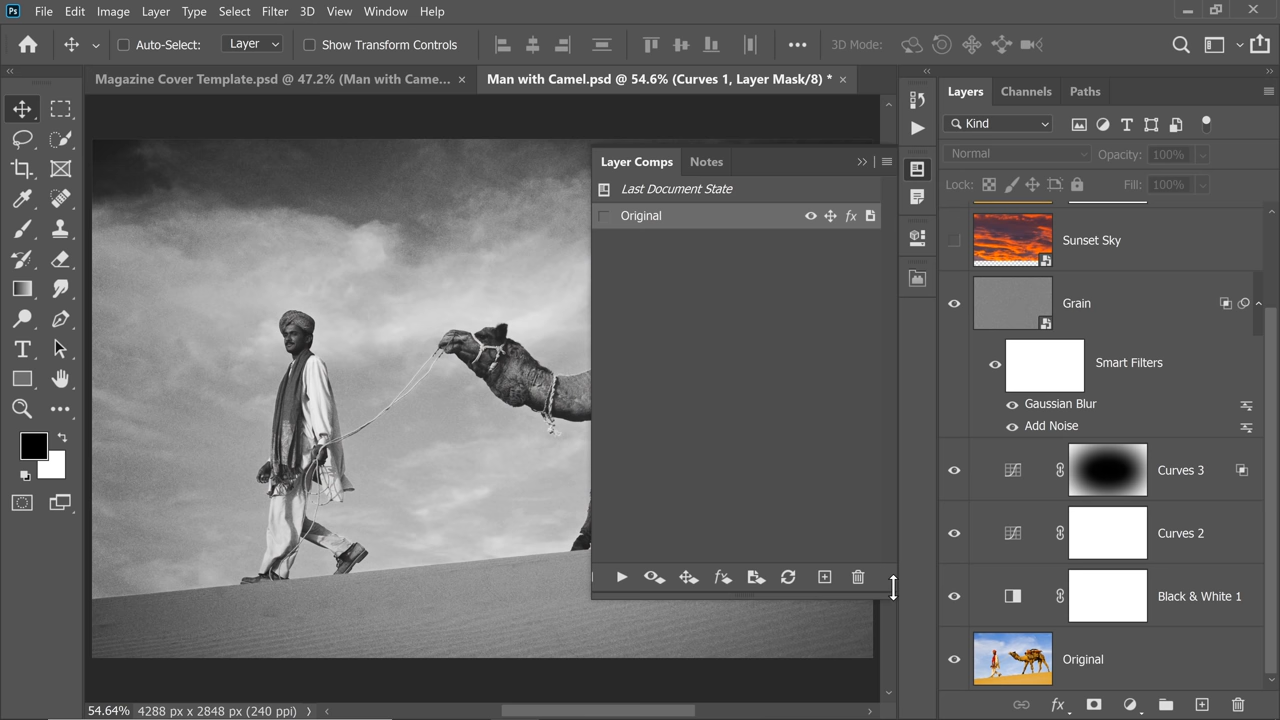 Ps File Edit Image Layer Type Select Filter 3D View Window Help
Auto-Select: Layer Show Transform Controls 3D Mode:
Magazine Cover Template.psd @ 47.2% (Man with Came... × Man with Camel.psd @ 54.6% (Curves 1, Layer Mask/8) * ×
Layers Channels Paths
Kind
Normal Opacity: 100%
Lock: Fill: 100%
Layer Comps Notes
Last Document State
Original
Sunset Sky
Grain
Smart Filters
Gaussian Blur
Add Noise
Curves 3
Curves 2
Black & White 1
Original
54.64% 4288 px x 2848 px (240 ppi)